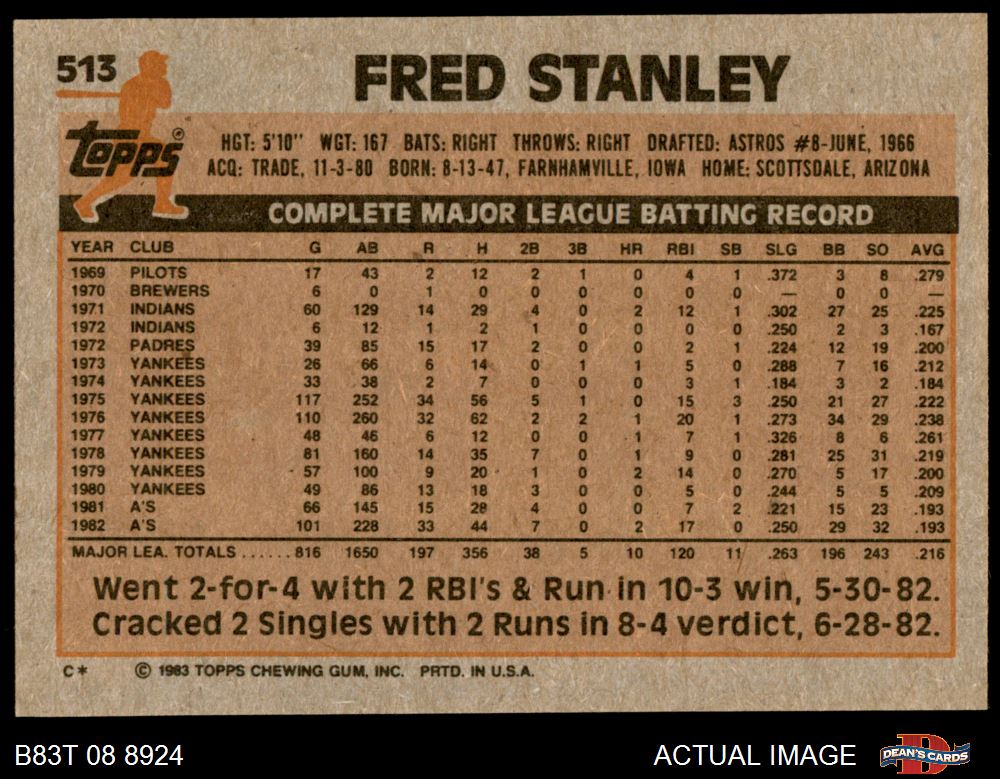 513
FRED STANLEY
Topps ®
HGT: 5'10" WGT: 167 BATS: RIGHT THROWS: RIGHT DRAFTED: ASTROS #8-JUNE, 1966
ACQ: TRADE, 11-3-80 BORN: 8-13-47, FARNHAMVILLE, IOWA HOME: SCOTTSDALE, ARIZONA
COMPLETE MAJOR LEAGUE BATTING RECORD
YEAR CLUB G AB R H 2B 3B HR RBI SB SLG BB SO AVG
1969 PILOTS 17 43 2 12 2 1 0 4 1 .372 3 8 .279
1970 BREWERS 6 0 1 0 0 0 0 0 0 — 0 0 —
1971 INDIANS 60 129 14 29 4 0 2 12 1 .302 27 25 .225
1972 INDIANS 6 12 1 2 1 0 0 0 0 .250 2 3 .167
1972 PADRES 39 85 15 17 2 0 0 2 1 .224 12 19 .200
1973 YANKEES 26 66 6 14 0 1 1 5 0 .288 7 16 .212
1974 YANKEES 33 38 2 7 0 0 0 3 1 .184 3 2 .184
1975 YANKEES 117 252 34 56 5 1 0 15 3 .250 21 27 .222
1976 YANKEES 110 260 32 62 2 2 1 20 1 .273 34 29 .238
1977 YANKEES 48 46 6 12 0 0 1 7 1 .326 8 6 .261
1978 YANKEES 81 160 14 35 7 0 1 9 0 .281 25 31 .219
1979 YANKEES 57 100 9 20 1 0 2 14 0 .270 5 17 .200
1980 YANKEES 49 86 13 18 3 0 0 5 0 .244 5 5 .209
1981 A'S 66 145 15 28 4 0 0 7 2 .221 15 23 .193
1982 A'S 101 228 33 44 7 0 2 17 0 .250 29 32 .193
MAJOR LEA. TOTALS ...... 816 1650 197 356 38 5 10 120 11 .263 196 243 .216
Went 2-for-4 with 2 RBI's & Run in 10-3 win, 5-30-82.
Cracked 2 Singles with 2 Runs in 8-4 verdict, 6-28-82.
C* © 1983 TOPPS CHEWING GUM, INC. PRTD. IN U.S.A.
B83T 08 8924
ACTUAL IMAGE
D
DEAN'S CARDS